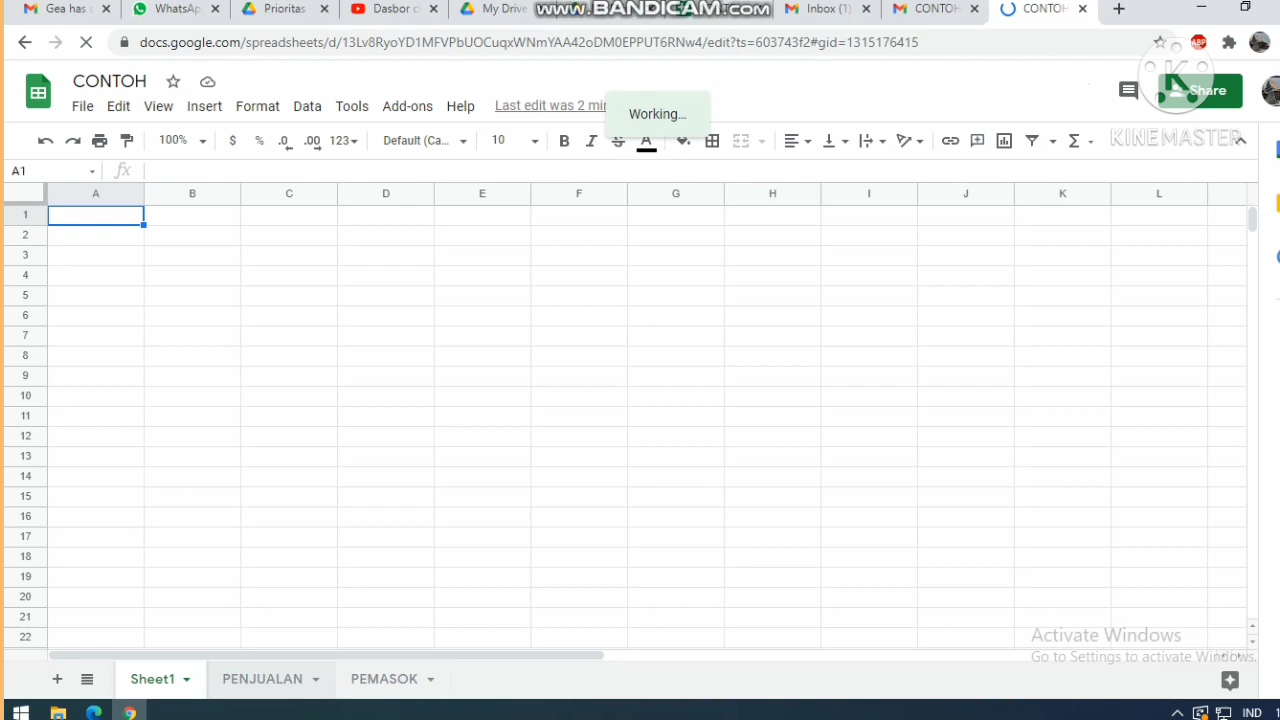 Gea has s
WhatsApp
Prioritas -
Dasbor c
My Drive
www.BANDICAM.com
Inbox (1)
CONTOH
CONTOH
docs.google.com/spreadsheets/d/13Lv8RyoYD1MFVPbUOCuqxWNmYAA42oDM0EPPUT6RNw4/edit?ts=603743f2#gid=1315176415
ABP
CONTOH
Share
K
File Edit View Insert Format Data Tools Add-ons Help Last edit was 2 min
Working...
100% $ % .0 .00 123 Default (Ca... 10 B I S A Σ
KINEMASTER
A1 fx
A B C D E F G H I J K L
1
2
3
4
5
6
7
8
9
10
11
12
13
14
15
16
17
18
19
20
21
22
Activate Windows
Go to Settings to activate Windows.
Sheet1 PENJUALAN PEMASOK
IND